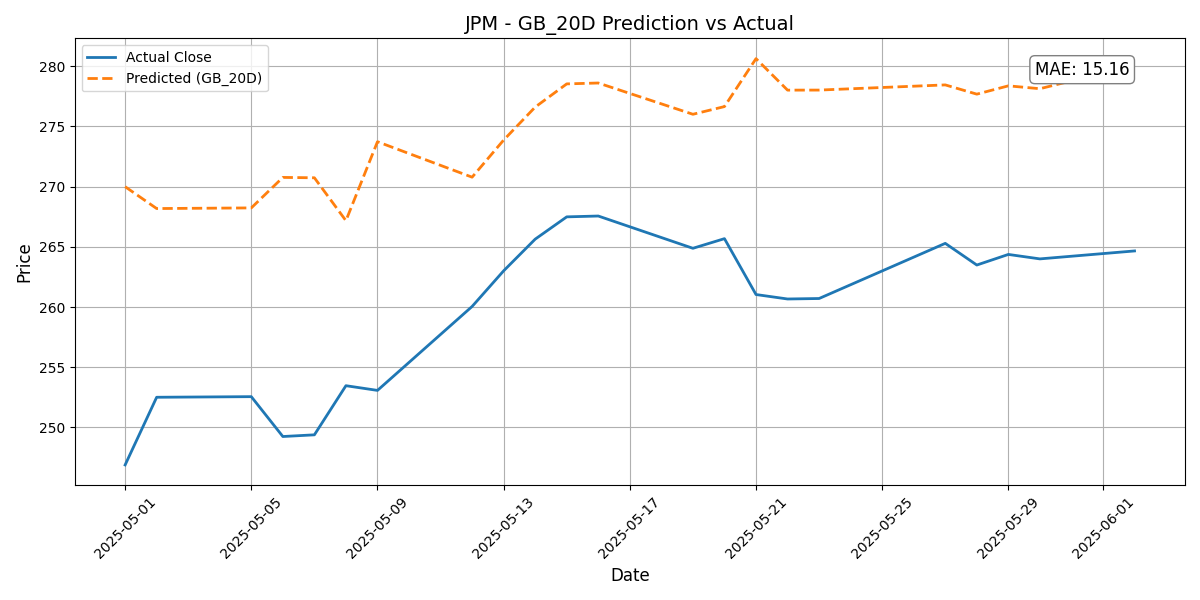 JPM - GB_20D Prediction vs Actual
Actual Close
Predicted (GB_20D)
MAE: 15.16
Price
280
275
270
265
260
255
250
2025-05-01
2025-05-05
2025-05-09
2025-05-13
2025-05-17
2025-05-21
2025-05-25
2025-05-29
2025-06-01
Date